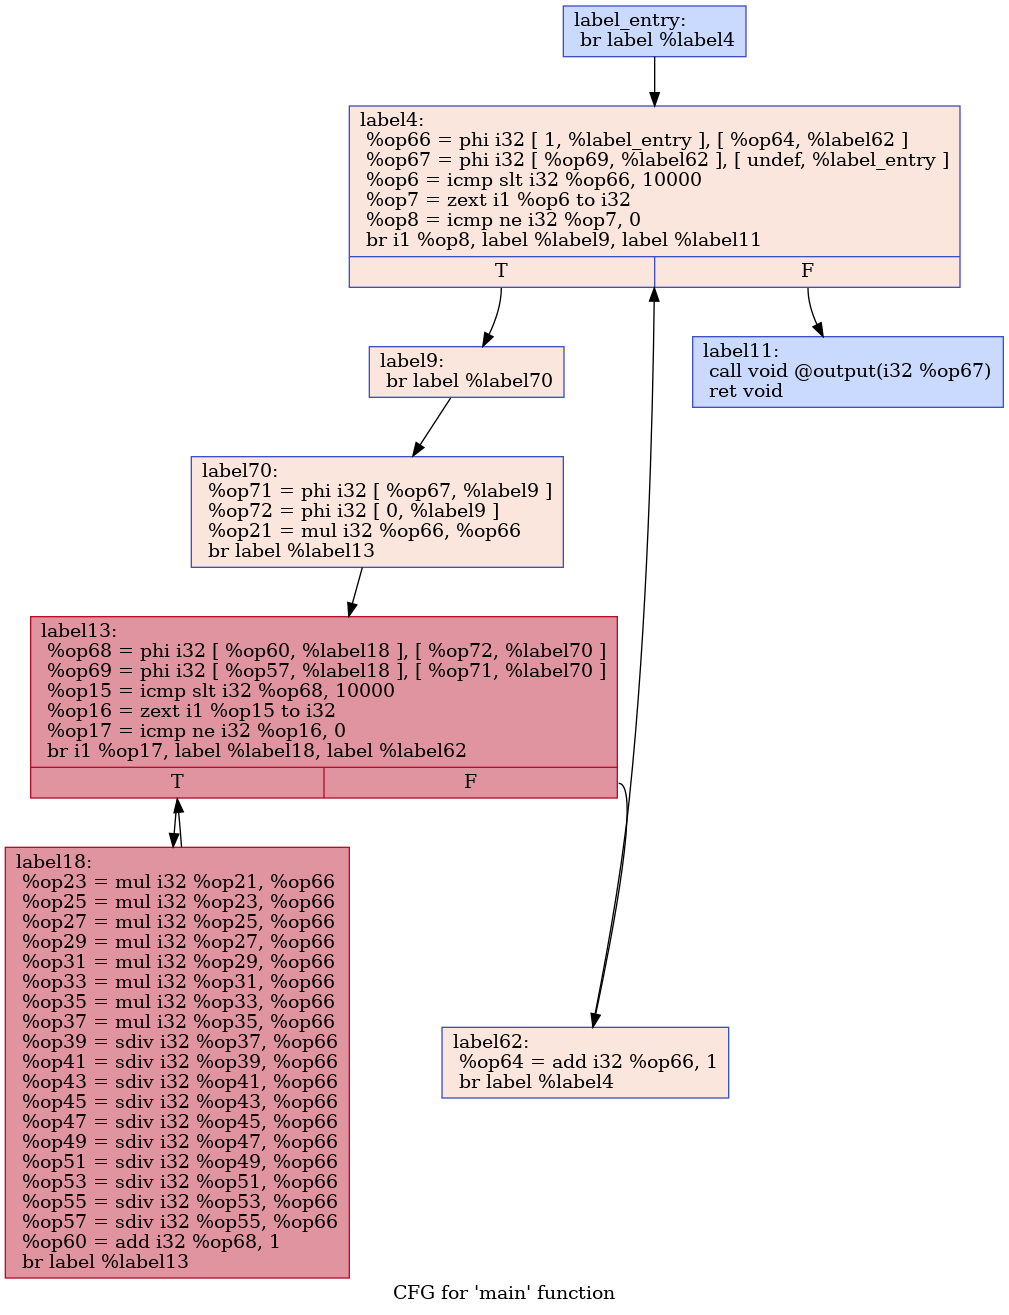 label_entry:
br label %label4
label4:
%op66 = phi i32 [ 1, %label_entry ], [ %op64, %label62 ]
%op67 = phi i32 [ %op69, %label62 ], [ undef, %label_entry ]
%op6 = icmp slt i32 %op66, 10000
%op7 = zext i1 %op6 to i32
%op8 = icmp ne i32 %op7, 0
br i1 %op8, label %label9, label %label11
T
F
label9:
br label %label70
label11:
call void @output(i32 %op67)
ret void
label70:
%op71 = phi i32 [ %op67, %label9 ]
%op72 = phi i32 [ 0, %label9 ]
%op21 = mul i32 %op66, %op66
br label %label13
label13:
%op68 = phi i32 [ %op60, %label18 ], [ %op72, %label70 ]
%op69 = phi i32 [ %op57, %label18 ], [ %op71, %label70 ]
%op15 = icmp slt i32 %op68, 10000
%op16 = zext i1 %op15 to i32
%op17 = icmp ne i32 %op16, 0
br i1 %op17, label %label18, label %label62
T
F
label18:
%op23 = mul i32 %op21, %op66
%op25 = mul i32 %op23, %op66
%op27 = mul i32 %op25, %op66
%op29 = mul i32 %op27, %op66
%op31 = mul i32 %op29, %op66
%op33 = mul i32 %op31, %op66
%op35 = mul i32 %op33, %op66
%op37 = mul i32 %op35, %op66
%op39 = sdiv i32 %op37, %op66
%op41 = sdiv i32 %op39, %op66
%op43 = sdiv i32 %op41, %op66
%op45 = sdiv i32 %op43, %op66
%op47 = sdiv i32 %op45, %op66
%op49 = sdiv i32 %op47, %op66
%op51 = sdiv i32 %op49, %op66
%op53 = sdiv i32 %op51, %op66
%op55 = sdiv i32 %op53, %op66
%op57 = sdiv i32 %op55, %op66
%op60 = add i32 %op68, 1
br label %label13
label62:
%op64 = add i32 %op66, 1
br label %label4
CFG for 'main' function